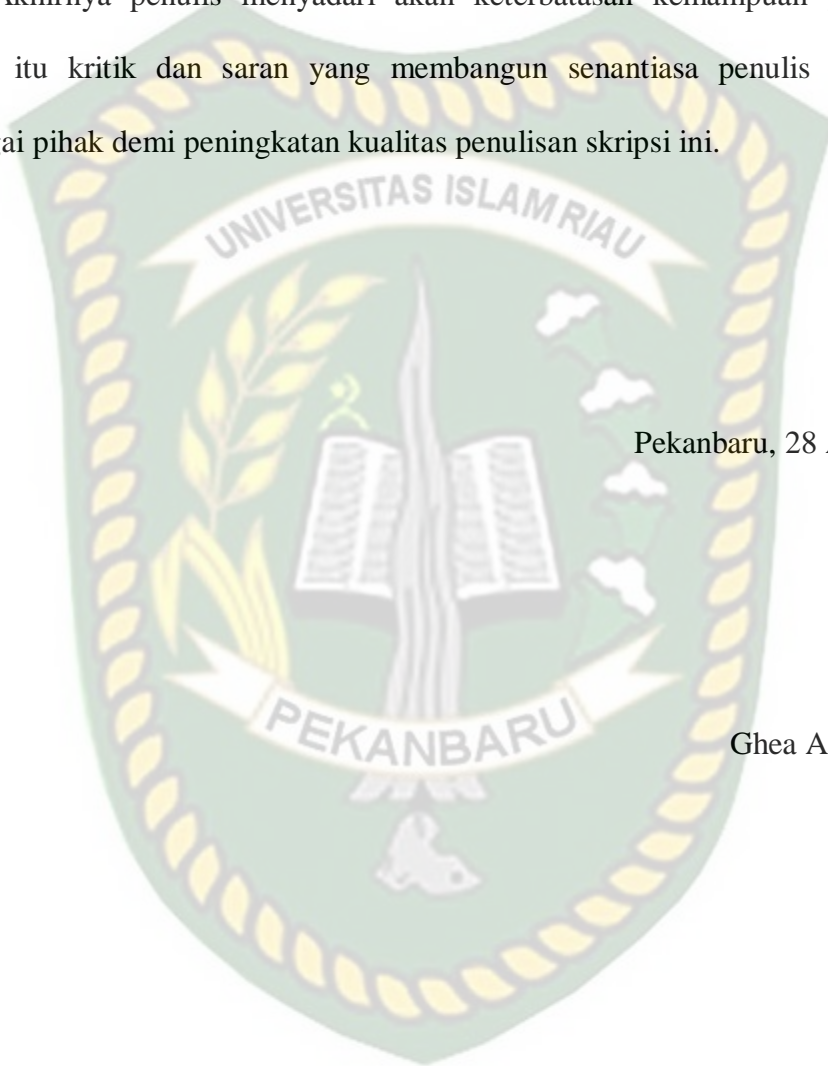 Akhirnya penulis menyadari akan keterbatasan kemampuan
itu kritik dan saran yang membangun senantiasa penulis
gai pihak demi peningkatan kualitas penulisan skripsi ini.
UNIVERSITAS ISLAM RIAU
Pekanbaru, 28
PEKANBARU
Ghea A